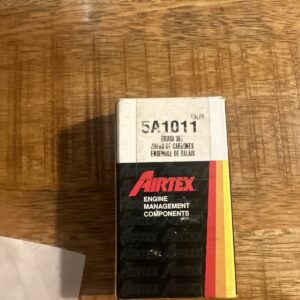 5A1011
BRUSH SET
JUEGO DE CARBONES
ENSEMBLE DE BALAIS
AIRTEX
ENGINE
MANAGEMENT
COMPONENTS